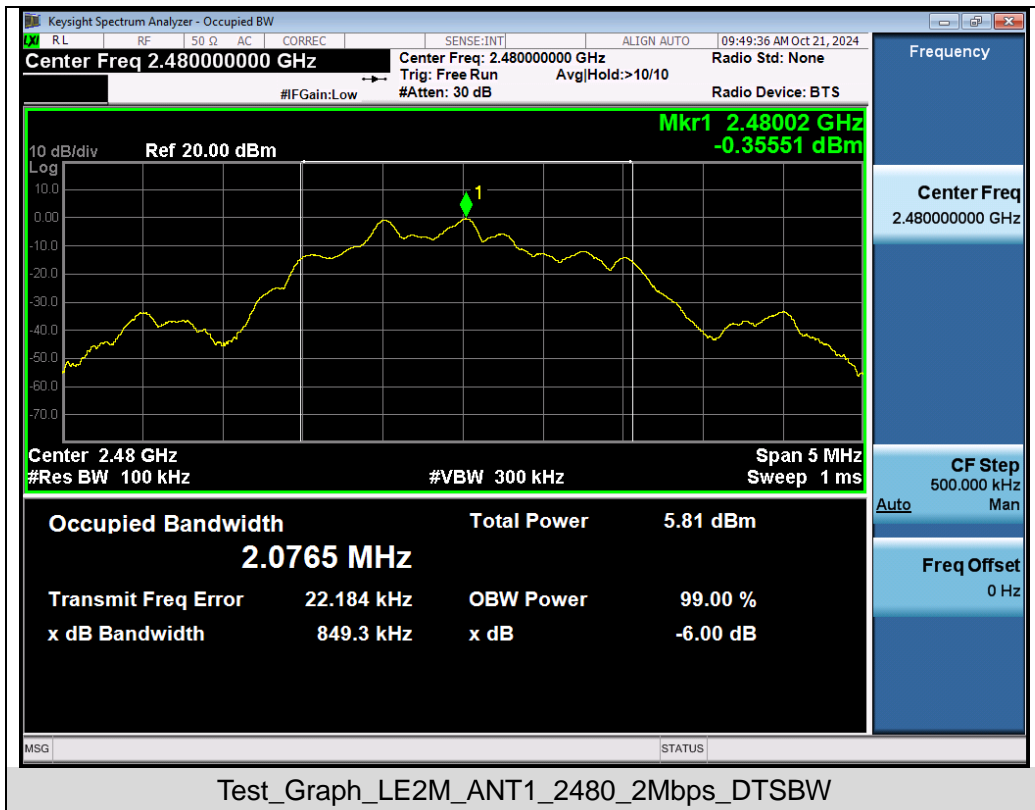 Keysight Spectrum Analyzer - Occupied BW
LXI RL RF 50 Ω AC CORREC SENSE:INT ALIGN AUTO 09:49:36 AM Oct 21, 2024
Center Freq 2.480000000 GHz
Center Freq: 2.480000000 GHz Radio Std: None
Trig: Free Run Avg|Hold:>10/10
#IFGain:Low #Atten: 30 dB Radio Device: BTS
Mkr1 2.48002 GHz
-0.35551 dBm
10 dB/div Ref 20.00 dBm
Log
10.0
0.00
-10.0
-20.0
-30.0
-40.0
-50.0
-60.0
-70.0
1
Center 2.48 GHz Span 5 MHz
#Res BW 100 kHz #VBW 300 kHz Sweep 1 ms
Occupied Bandwidth Total Power 5.81 dBm
2.0765 MHz
Transmit Freq Error 22.184 kHz OBW Power 99.00 %
x dB Bandwidth 849.3 kHz x dB -6.00 dB
Frequency
Center Freq
2.480000000 GHz
CF Step
500.000 kHz
Auto Man
Freq Offset
0 Hz
MSG STATUS
Test_Graph_LE2M_ANT1_2480_2Mbps_DTSBW